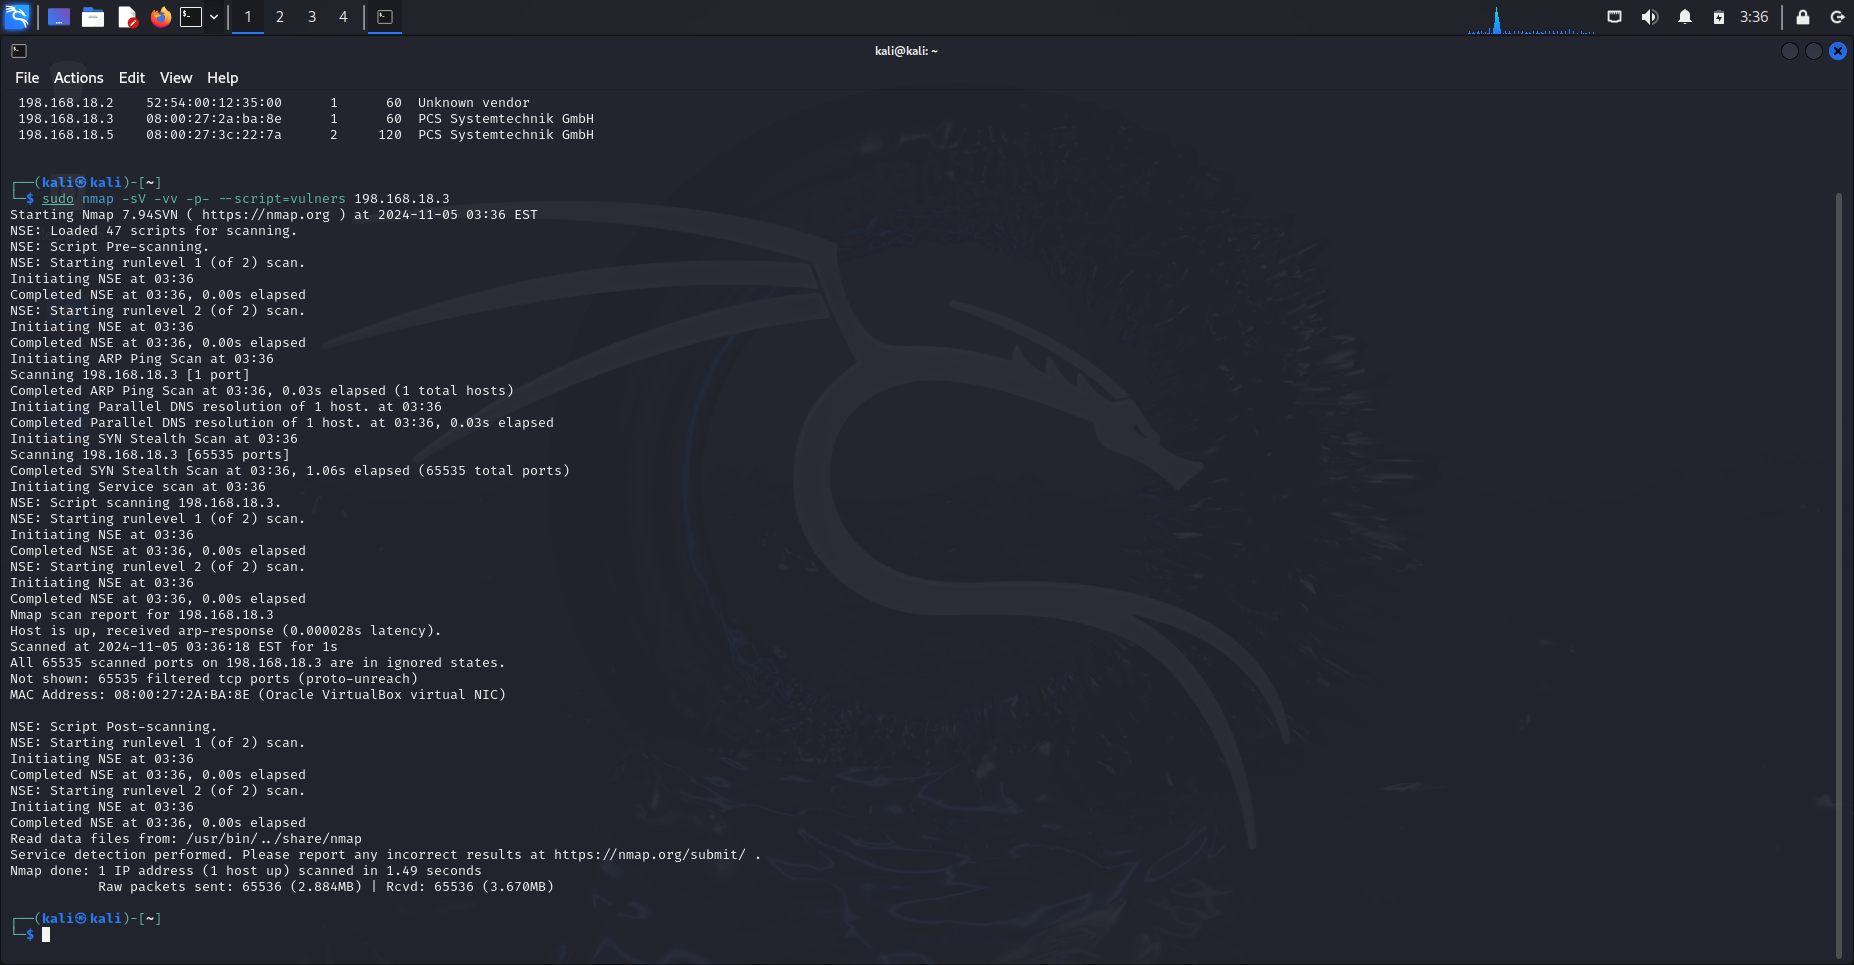 1 2 3 4
3:36
kali@kali: ~
File Actions Edit View Help
198.168.18.2 52:54:00:12:35:00 1 60 Unknown vendor
198.168.18.3 08:00:27:2a:ba:8e 1 60 PCS Systemtechnik GmbH
198.168.18.5 08:00:27:3c:22:7a 2 120 PCS Systemtechnik GmbH
┌──(kali㉿kali)-[~]
└─$ sudo nmap -sV -vv -p- --script=vulners 198.168.18.3
Starting Nmap 7.94SVN ( https://nmap.org ) at 2024-11-05 03:36 EST
NSE: Loaded 47 scripts for scanning.
NSE: Script Pre-scanning.
NSE: Starting runlevel 1 (of 2) scan.
Initiating NSE at 03:36
Completed NSE at 03:36, 0.00s elapsed
NSE: Starting runlevel 2 (of 2) scan.
Initiating NSE at 03:36
Completed NSE at 03:36, 0.00s elapsed
Initiating ARP Ping Scan at 03:36
Scanning 198.168.18.3 [1 port]
Completed ARP Ping Scan at 03:36, 0.03s elapsed (1 total hosts)
Initiating Parallel DNS resolution of 1 host. at 03:36
Completed Parallel DNS resolution of 1 host. at 03:36, 0.03s elapsed
Initiating SYN Stealth Scan at 03:36
Scanning 198.168.18.3 [65535 ports]
Completed SYN Stealth Scan at 03:36, 1.06s elapsed (65535 total ports)
Initiating Service scan at 03:36
NSE: Script scanning 198.168.18.3.
NSE: Starting runlevel 1 (of 2) scan.
Initiating NSE at 03:36
Completed NSE at 03:36, 0.00s elapsed
NSE: Starting runlevel 2 (of 2) scan.
Initiating NSE at 03:36
Completed NSE at 03:36, 0.00s elapsed
Nmap scan report for 198.168.18.3
Host is up, received arp-response (0.000028s latency).
Scanned at 2024-11-05 03:36:18 EST for 1s
All 65535 scanned ports on 198.168.18.3 are in ignored states.
Not shown: 65535 filtered tcp ports (proto-unreach)
MAC Address: 08:00:27:2A:BA:8E (Oracle VirtualBox virtual NIC)
NSE: Script Post-scanning.
NSE: Starting runlevel 1 (of 2) scan.
Initiating NSE at 03:36
Completed NSE at 03:36, 0.00s elapsed
NSE: Starting runlevel 2 (of 2) scan.
Initiating NSE at 03:36
Completed NSE at 03:36, 0.00s elapsed
Read data files from: /usr/bin/../share/nmap
Service detection performed. Please report any incorrect results at https://nmap.org/submit/ .
Nmap done: 1 IP address (1 host up) scanned in 1.49 seconds
Raw packets sent: 65536 (2.884MB) | Rcvd: 65536 (3.670MB)
┌──(kali㉿kali)-[~]
└─$